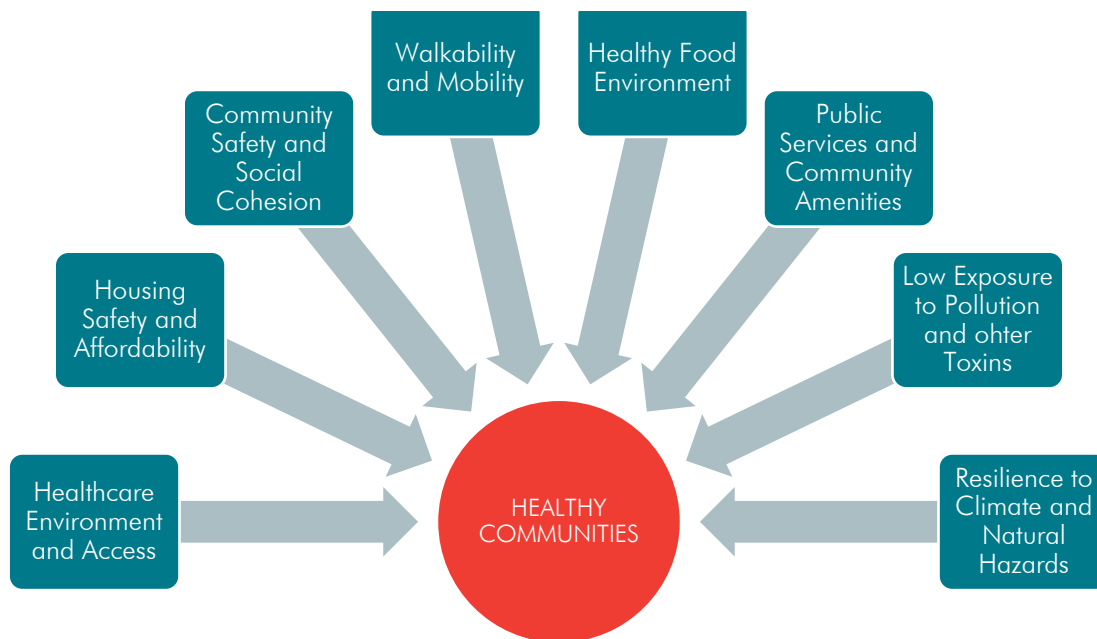 Walkability
and Mobility
Healthy Food
Environment
Community
Safety and
Social
Cohesion
Public
Services and
Community
Amenities
Housing
Safety and
Affordability
Low Exposure
to Pollution
and ohter
Toxins
Healthcare
Environment
and Access
HEALTHY
COMMUNITIES
Resilience to
Climate and
Natural
Hazards